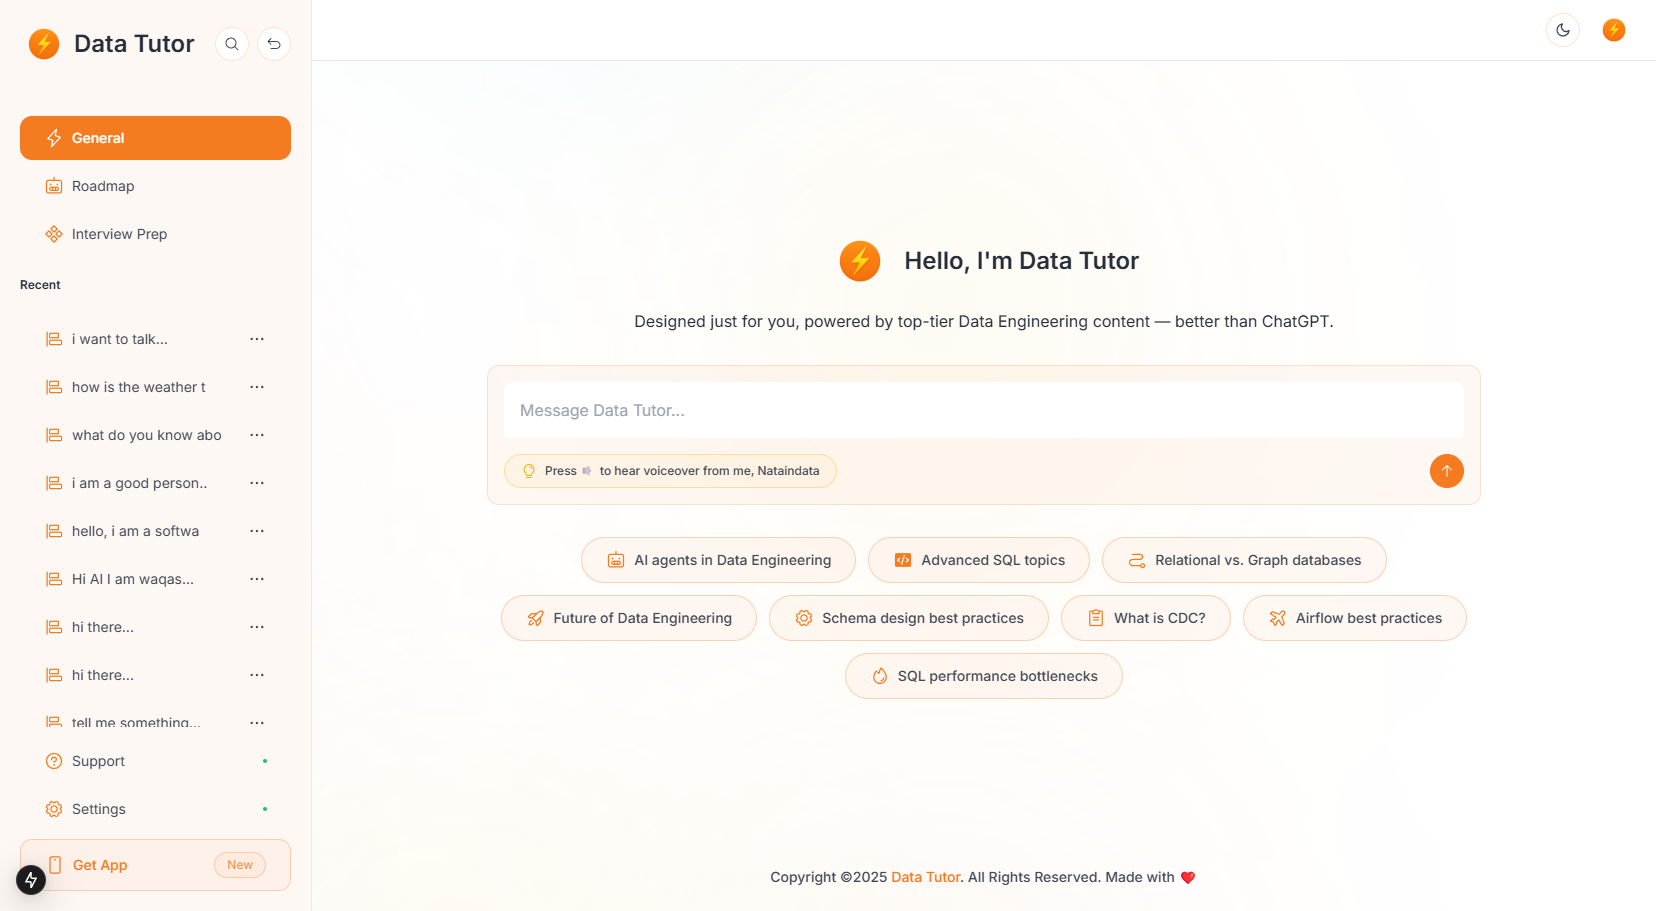 Data Tutor
General
Roadmap
Interview Prep
Recent
i want to talk...
how is the weather t
what do you know abo
i am a good person..
hello, i am a softwa
Hi AI I am waqas...
hi there...
hi there...
tell me something...
Support
Settings
Get App
New
Hello, I'm Data Tutor
Designed just for you, powered by top-tier Data Engineering content — better than ChatGPT.
Message Data Tutor...
Press to hear voiceover from me, Nataindata
AI agents in Data Engineering
Advanced SQL topics
Relational vs. Graph databases
Future of Data Engineering
Schema design best practices
What is CDC?
Airflow best practices
SQL performance bottlenecks
Copyright ©2025 Data Tutor. All Rights Reserved. Made with ❤️